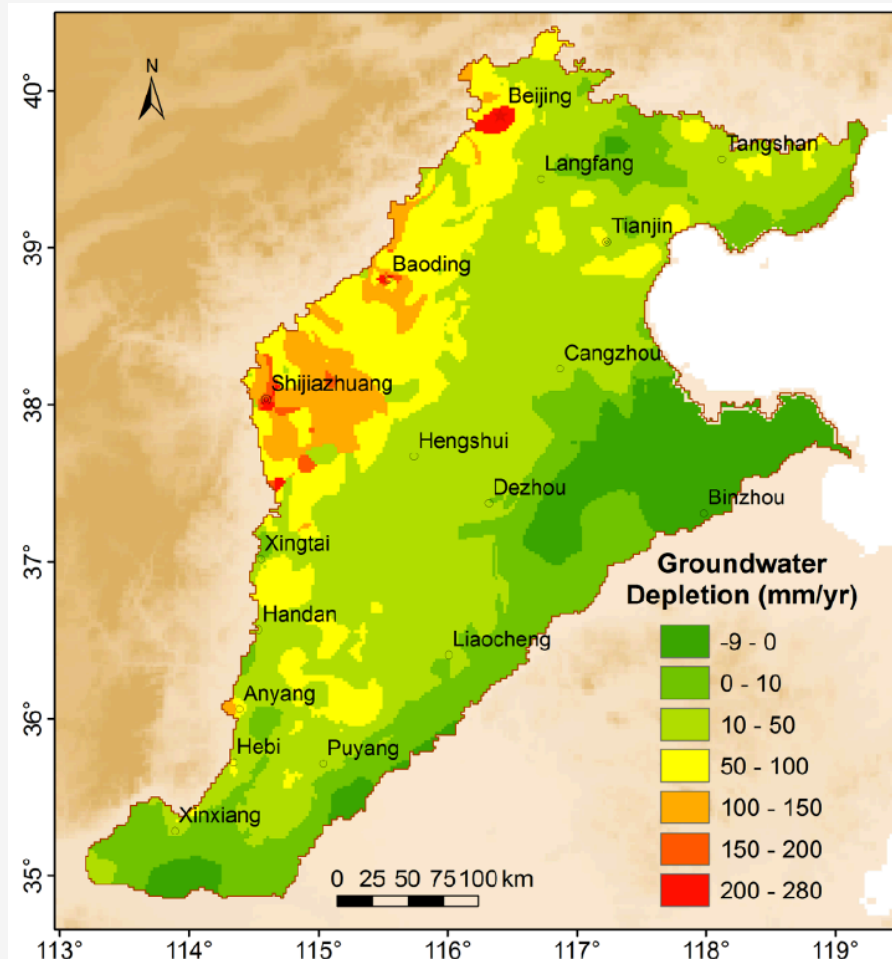 N
40°
39°
38°
37°
36°
35°
Beijing
Tangshan
Langfang
Tianjin
Baoding
Cangzhou
Shijiazhuang
Hengshui
Dezhou
Binzhou
Xingtai
Handan
Liaocheng
Anyang
Hebi
Puyang
Xinxiang
Groundwater
Depletion (mm/yr)
-9 - 0
0 - 10
10 - 50
50 - 100
100 - 150
150 - 200
200 - 280
0 25 50 75 100 km
113° 114° 115° 116° 117° 118° 119°